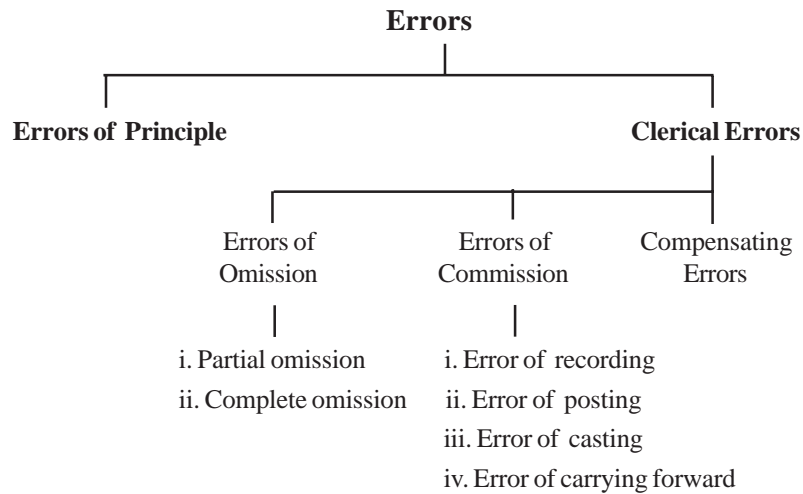 Errors
Errors of Principle
Clerical Errors
Errors of
Omission
Errors of
Commission
Compensating
Errors
i. Partial omission
ii. Complete omission
i. Error of recording
ii. Error of posting
iii. Error of casting
iv. Error of carrying forward